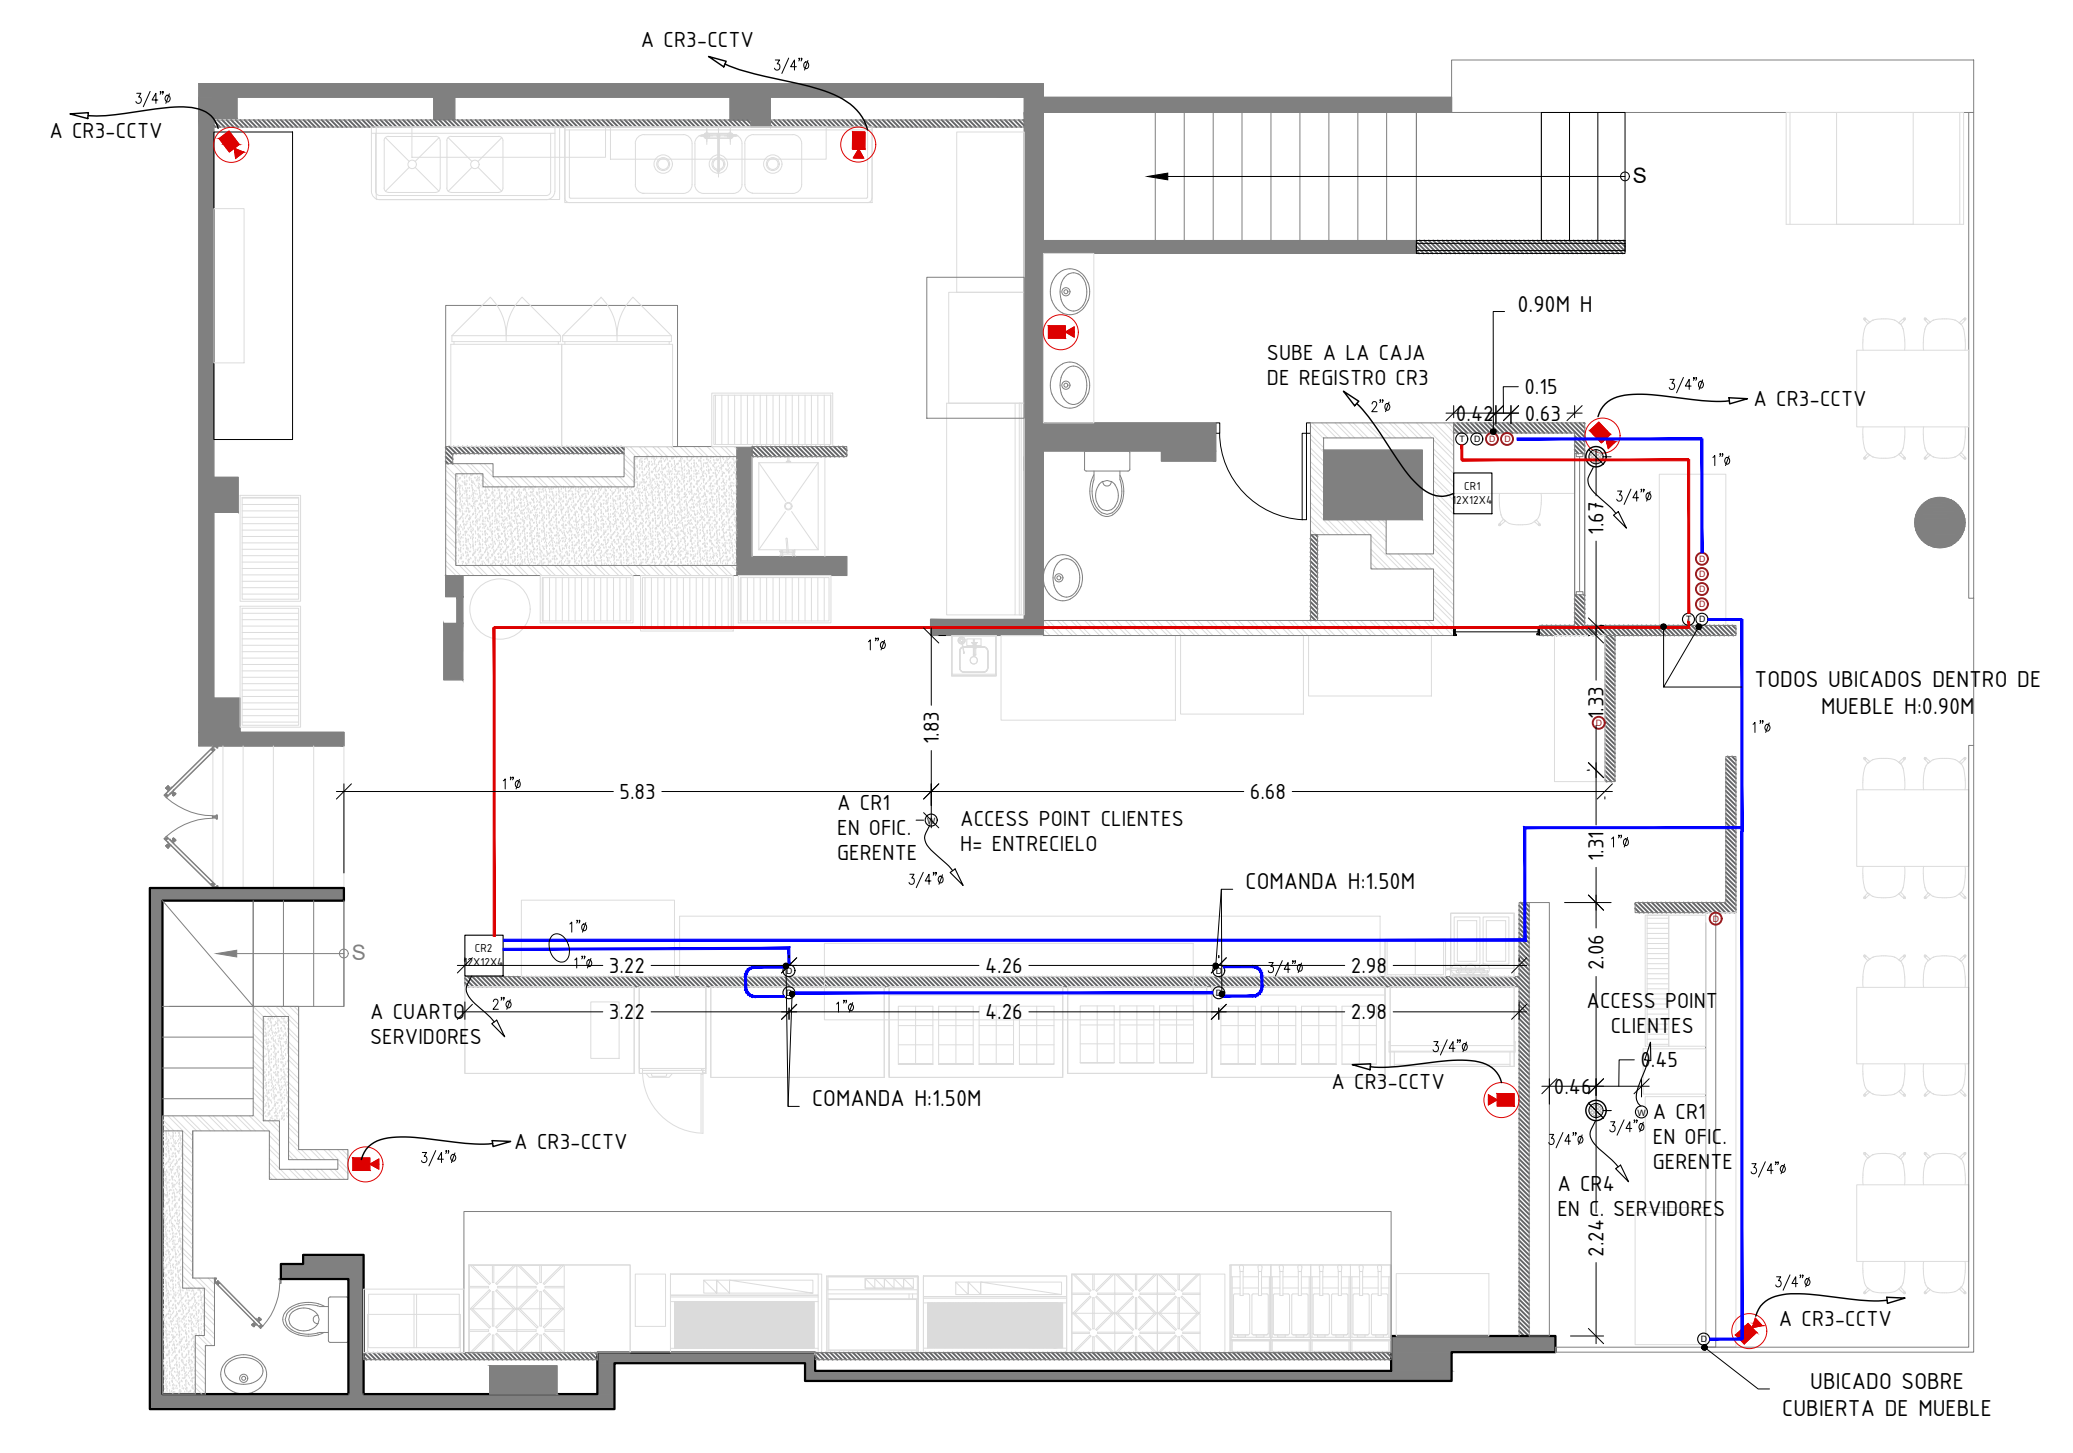 A CR3-CCTV
3/4"ø
3/4"ø
A CR3-CCTV
S
0.90M H
SUBE A LA CAJA
DE REGISTRO CR3
2"ø
0.15
0.42
0.63
3/4"ø
A CR3-CCTV
T
D
D
D
1"ø
CR1
12X12X4
3/4"ø
1.67
D
D
D
D
T
D
1"ø
1.83
1.33
D
TODOS UBICADOS DENTRO DE
MUEBLE H:0.90M
1"ø
1"ø
5.83
6.68
A CR1
EN OFIC.
GERENTE
W
ACCESS POINT CLIENTES
H= ENTRECIELO
3/4"ø
1.31
1"ø
COMANDA H:1.50M
D
S
1"ø
CR2
12X12X4
1"ø
3.22
4.26
3/4"ø
2.98
2.06
D
D
D
D
A CUARTO
SERVIDORES
2"ø
3.22
1"ø
4.26
2.98
ACCESS POINT
CLIENTES
3/4"ø
A CR3-CCTV
0.45
0.46
COMANDA H:1.50M
W
A CR1
EN OFIC.
GERENTE
3/4"ø
3/4"ø
A CR3-CCTV
3/4"ø
3/4"ø
A CR4
EN C. SERVIDORES
2.24
3/4"ø
A CR3-CCTV
D
UBICADO SOBRE
CUBIERTA DE MUEBLE